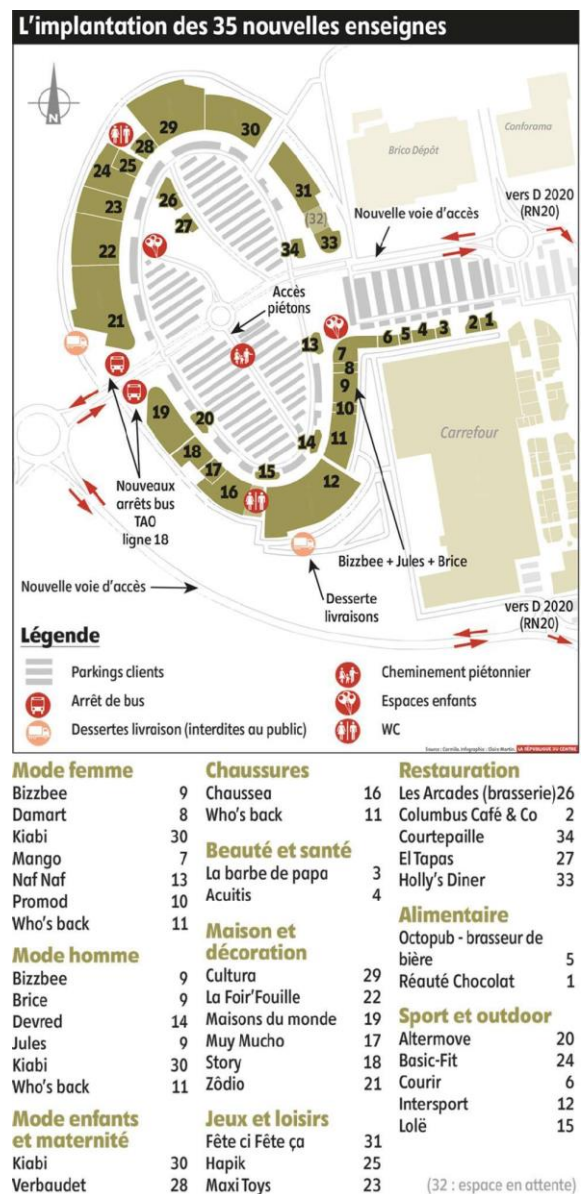 L'implantation des 35 nouvelles enseignes
N
29
30
28
24
25
23
26
27
22
21
31
(32)
33
34
Brico Dépôt
Conforama
vers D 2020
(RN20)
Nouvelle voie d'accès
Accès
piétons
13
6
5
4
3
2
1
7
8
9
10
11
14
19
20
18
17
16
15
12
Carrefour
Nouveaux
arrêts bus
TAO
ligne 18
Bizzbee + Jules + Brice
Nouvelle voie d'accès
Desserte
livraisons
vers D 2020
(RN20)
Légende
Parkings clients
Arrêt de bus
Dessertes livraison (interdites au public)
Cheminement piétonnier
Espaces enfants
WC
Source : Carmila. Infographie : Claire Martin LA RÉPUBLIQUE DU CENTRE
Mode femme
Bizzbee 9
Damart 8
Kiabi 30
Mango 7
Naf Naf 13
Promod 10
Who's back 11
Mode homme
Bizzbee 9
Brice 9
Devred 14
Jules 9
Kiabi 30
Who's back 11
Mode enfants
et maternité
Kiabi 30
Verbaudet 28
Chaussures
Chaussea 16
Who's back 11
Beauté et santé
La barbe de papa 3
Acuitis 4
Maison et
décoration
Cultura 29
La Foir'Fouille 22
Maisons du monde 19
Muy Mucho 17
Story 18
Zôdio 21
Jeux et loisirs
Fête ci Fête ça 31
Hapik 25
Maxi Toys 23
Restauration
Les Arcades (brasserie) 26
Columbus Café & Co 2
Courtepaille 34
El Tapas 27
Holly's Diner 33
Alimentaire
Octopub - brasseur de
bière 5
Réauté Chocolat 1
Sport et outdoor
Altermove 20
Basic-Fit 24
Courir 6
Intersport 12
Lolë 15
(32 : espace en attente)